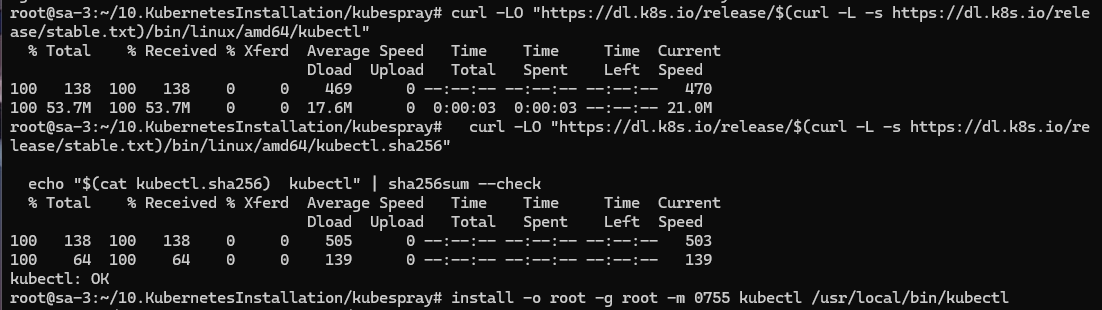 root@sa-3:~/10.KubernetesInstallation/kubespray# curl -LO "https://dl.k8s.io/release/$(curl -L -s https://dl.k8s.io/rele
ase/stable.txt)/bin/linux/amd64/kubectl"
  % Total    % Received % Xferd  Average Speed   Time    Time     Time  Current
                                 Dload  Upload   Total   Spent    Left  Speed
100   138  100   138    0     0    469      0 --:--:-- --:--:-- --:--:--   470
100 53.7M  100 53.7M    0     0  17.6M      0  0:00:03  0:00:03 --:--:-- 21.0M
root@sa-3:~/10.KubernetesInstallation/kubespray#   curl -LO "https://dl.k8s.io/release/$(curl -L -s https://dl.k8s.io/re
lease/stable.txt)/bin/linux/amd64/kubectl.sha256"
  echo "$(cat kubectl.sha256)  kubectl" | sha256sum --check
  % Total    % Received % Xferd  Average Speed   Time    Time     Time  Current
                                 Dload  Upload   Total   Spent    Left  Speed
100   138  100   138    0     0    505      0 --:--:-- --:--:-- --:--:--   503
100    64  100    64    0     0    139      0 --:--:-- --:--:-- --:--:--   139
kubectl: OK
root@sa-3:~/10.KubernetesInstallation/kubespray# install -o root -g root -m 0755 kubectl /usr/local/bin/kubectl